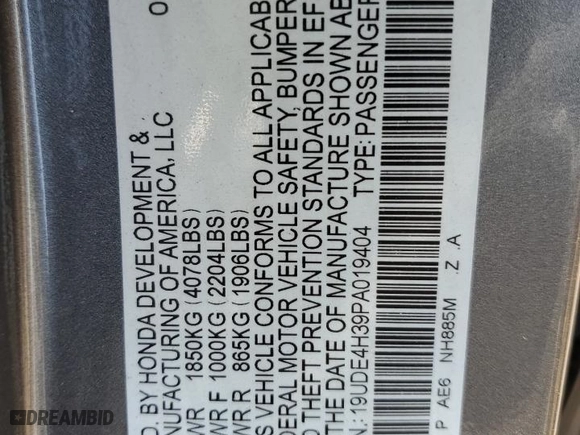 0
D. BY HONDA DEVELOPMENT &
NUFACTURING OF AMERICA, LLC
WR 1850KG (4078LBS)
WR F 1000KG (2204LBS)
WR R 865KG (1906LBS)
S VEHICLE CONFORMS TO ALL APPLICAB
DERAL MOTOR VEHICLE SAFETY, BUMPER
D THEFT PREVENTION STANDARDS IN EF
THE DATE OF MANUFACTURE SHOWN AB
N: 19UDE4H39PA019404 TYPE: PASSENGER
P AE6 NH885M .Z .A
DREAMBID